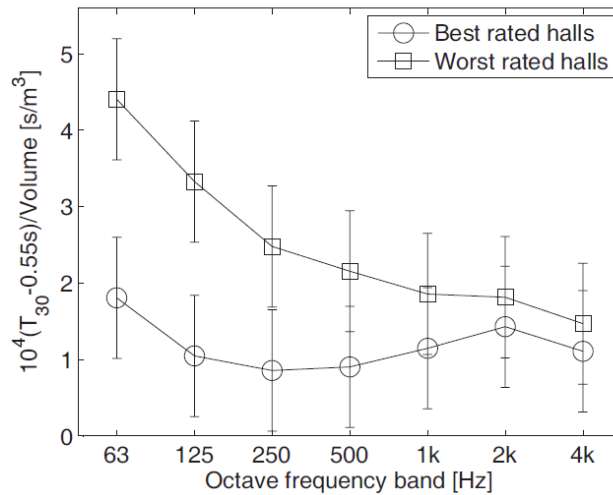 Best rated halls
Worst rated halls
10⁴(T₃₀-0.55s)/Volume [s/m³]
5
4
3
2
1
0
63 125 250 500 1k 2k 4k
Octave frequency band [Hz]